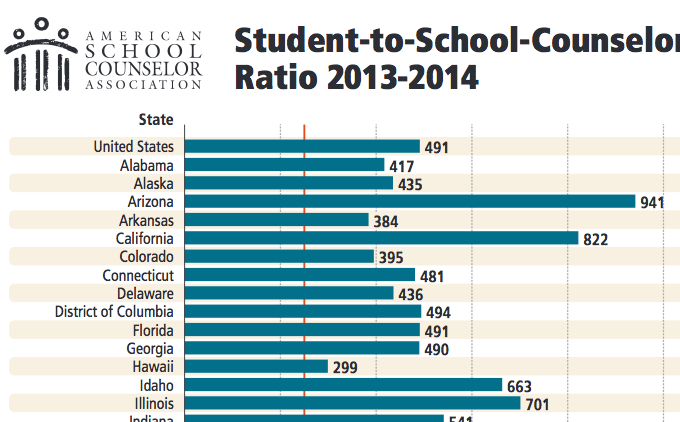 AMERICAN
SCHOOL
COUNSELOR
ASSOCIATION
Student-to-School-Counselor
Ratio 2013-2014
State
United States 491
Alabama 417
Alaska 435
Arizona 941
Arkansas 384
California 822
Colorado 395
Connecticut 481
Delaware 436
District of Columbia 494
Florida 491
Georgia 490
Hawaii 299
Idaho 663
Illinois 701
Indiana 541